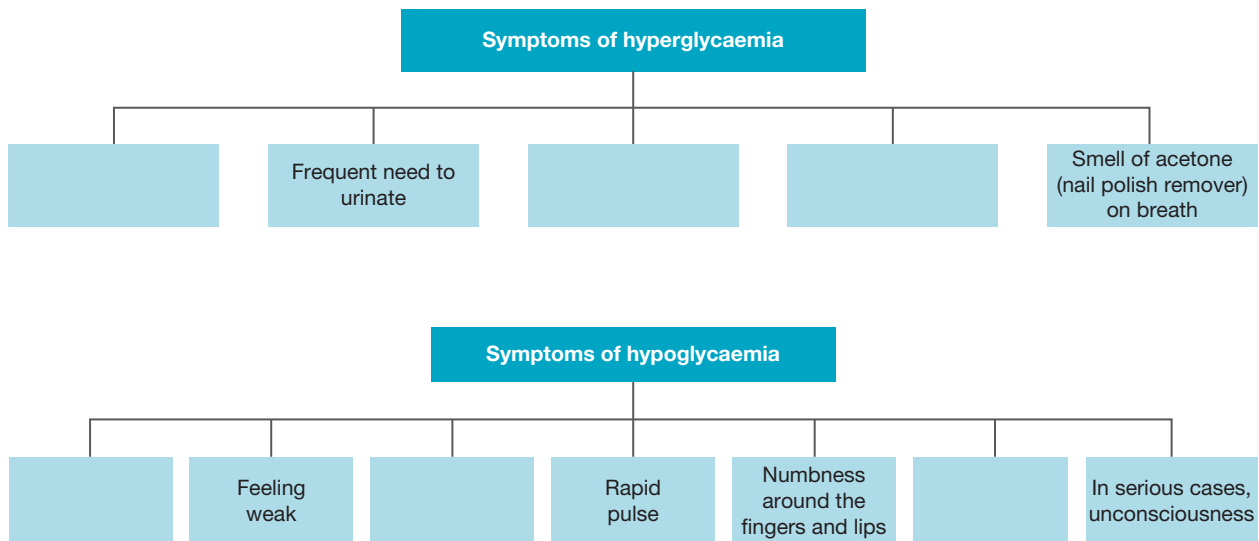 Symptoms of hyperglycaemia
Frequent need to
urinate
Smell of acetone
(nail polish remover)
on breath
Symptoms of hypoglycaemia
Feeling
weak
Rapid
pulse
Numbness
around the
fingers and lips
In serious cases,
unconsciousness